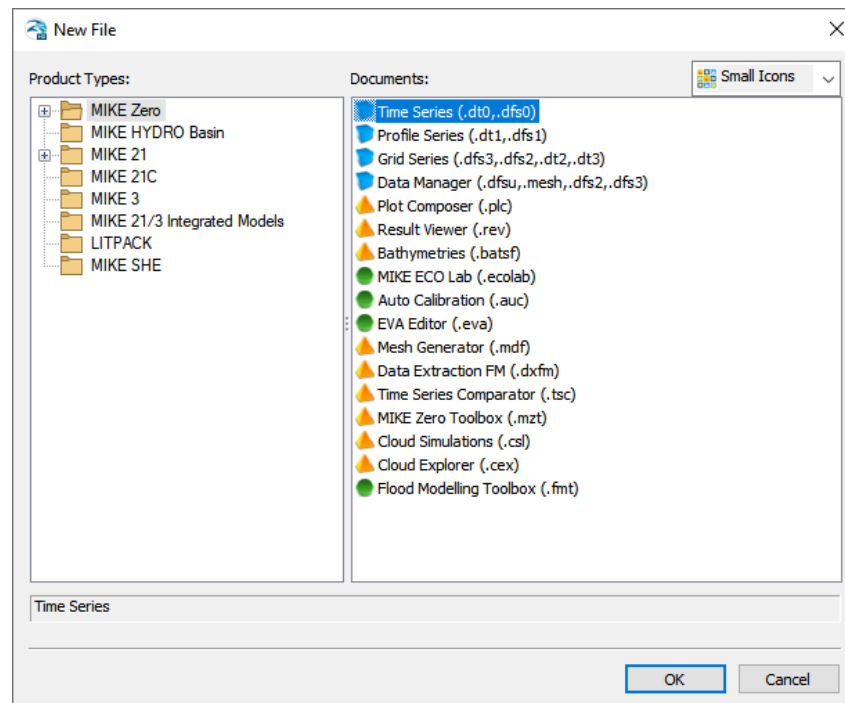 New File
Product Types:
Documents:
Small Icons
MIKE Zero
MIKE HYDRO Basin
MIKE 21
MIKE 21C
MIKE 3
MIKE 21/3 Integrated Models
LITPACK
MIKE SHE
Time Series (.dt0,.dfs0)
Profile Series (.dt1,.dfs1)
Grid Series (.dfs3,.dfs2,.dt2,.dt3)
Data Manager (.dfsu,.mesh,.dfs2,.dfs3)
Plot Composer (.plc)
Result Viewer (.rev)
Bathymetries (.batsf)
MIKE ECO Lab (.ecolab)
Auto Calibration (.auc)
EVA Editor (.eva)
Mesh Generator (.mdf)
Data Extraction FM (.dxfm)
Time Series Comparator (.tsc)
MIKE Zero Toolbox (.mzt)
Cloud Simulations (.csl)
Cloud Explorer (.cex)
Flood Modelling Toolbox (.fmt)
Time Series
OK
Cancel